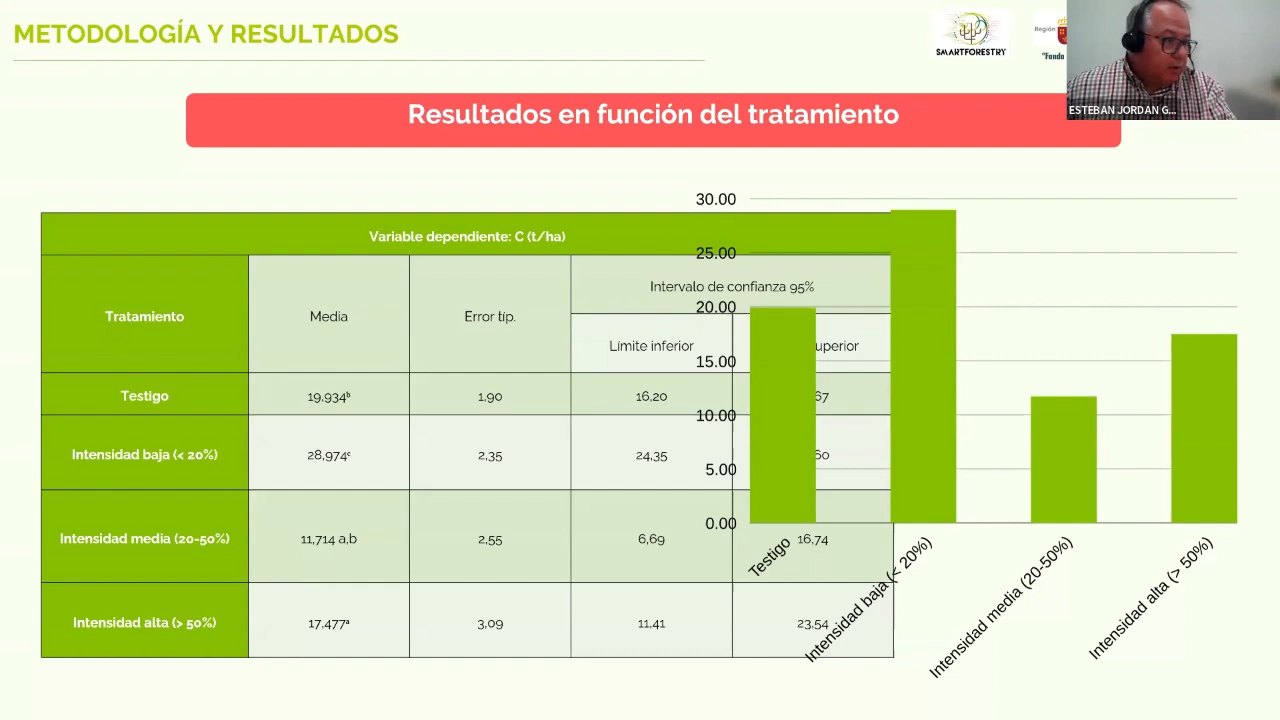 METODOLOGÍA Y RESULTADOS
SMARTFORESTRY
Región
"Fondo
ESTEBAN JORDAN G...
Resultados en función del tratamiento
Variable dependiente: C (t/ha)
Tratamiento
Media
Error típ.
Intervalo de confianza 95%
Límite inferior
uperior
Testigo
19,934ᵇ
1,90
16,20
67
Intensidad baja (< 20%)
28,974ᶜ
2,35
24,35
60
Intensidad media (20-50%)
11,714 a,b
2,55
6,69
16,74
Intensidad alta (> 50%)
17,477ᵃ
3,09
11,41
23,54
30.00
25.00
20.00
15.00
10.00
5.00
0.00
Testigo
Intensidad baja (< 20%)
Intensidad media (20-50%)
Intensidad alta (> 50%)